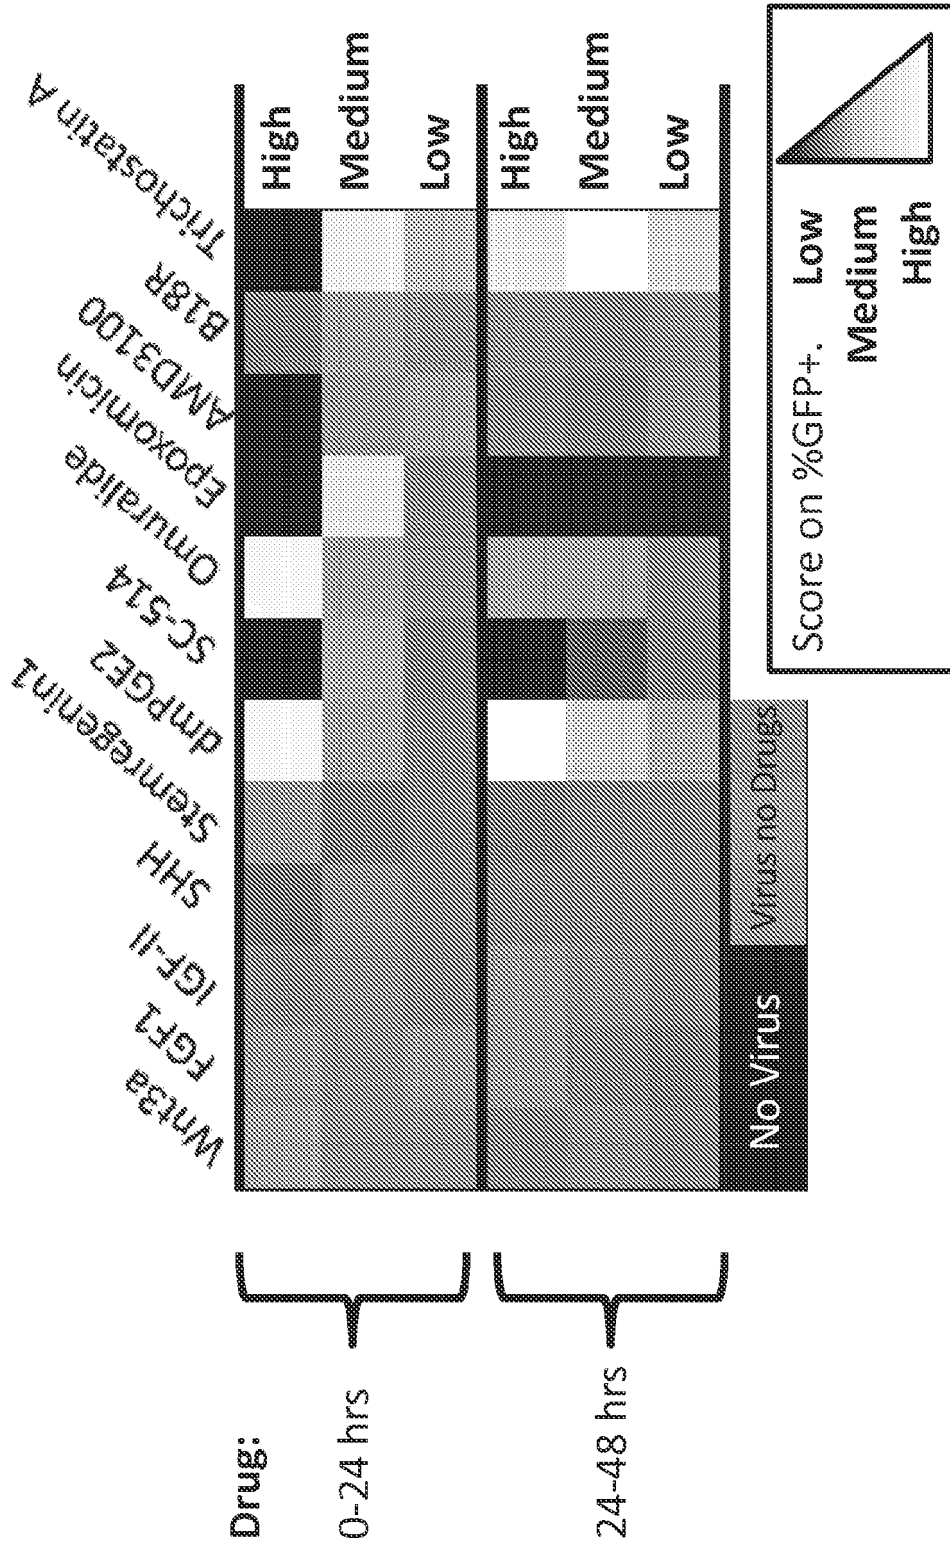 Wnt3a
FGF1
IGF-II
SHH
Stemregenin1
dmPGE2
SC-514
Omuralide
Epoxomicin
AMD3100
B18R
Trichostatin A
Drug:
0-24 hrs
High
Medium
Low
24-48 hrs
High
Medium
Low
No Virus
Virus no Drugs
Score on %GFP+. Low
Medium
High